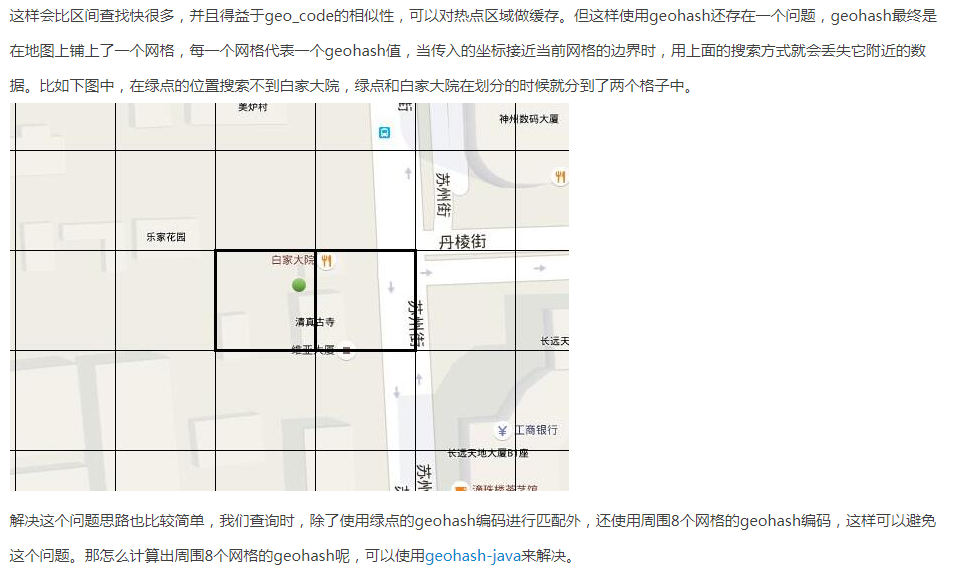 这样会比区间查找快很多，并且得益于geo_code的相似性，可以对热点区域做缓存。但这样使用geohash还存在一个问题，geohash最终是
在地图上铺上了一个网格，每一个网格代表一个geohash值，当传入的坐标接近当前网格的边界时，用上面的搜索方式就会丢失它附近的数
据。比如下图中，在绿点的位置搜索不到白家大院，绿点和白家大院在划分的时候就分到了两个格子中。
美炉村
街
神州数码大厦
苏州街
乐家花园
丹棱街
白家大院
清真古寺
苏州街
维亚大厦
长远天
¥ 工商银行
长远天地大厦B1座
苏州
滴珠楼茶艺馆
解决这个问题思路也比较简单，我们查询时，除了使用绿点的geohash编码进行匹配外，还使用周围8个网格的geohash编码，这样可以避免
这个问题。那怎么计算出周围8个网格的geohash呢，可以使用geohash-java来解决。